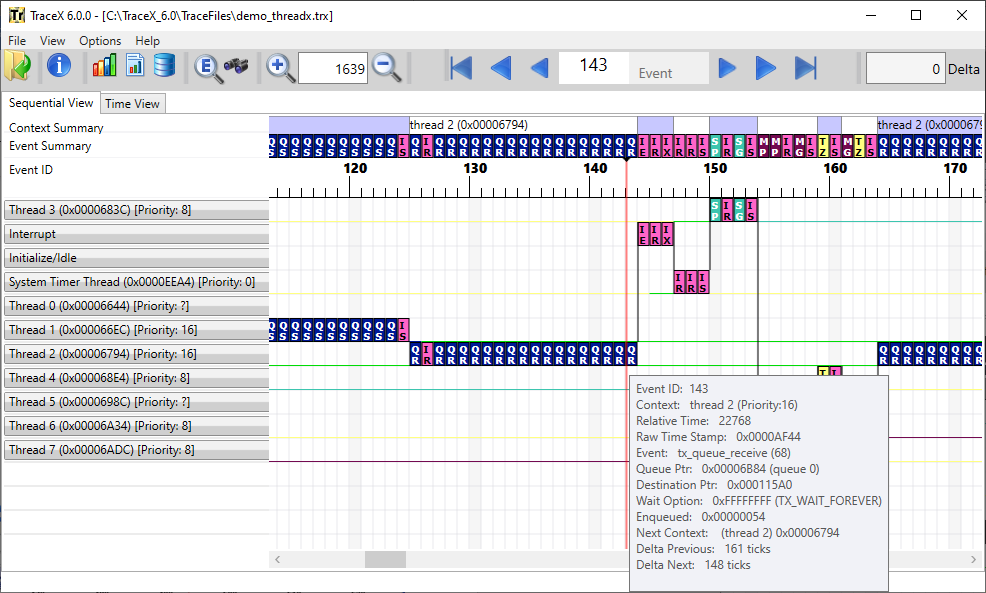 TraceX 6.0.0 - [C:\TraceX_6.0\TraceFiles\demo_threadx.trx]
File View Options Help
1639 143 Event 0 Delta
Sequential View Time View
Context Summary thread 2 (0x00006794) thread 2 (0x0000679
Event Summary
Event ID 120 130 140 150 160 170
Thread 3 (0x0000683C) [Priority: 8]
Interrupt
Initialize/Idle
System Timer Thread (0x0000EEA4) [Priority: 0]
Thread 0 (0x00006644) [Priority: ?]
Thread 1 (0x000066EC) [Priority: 16]
Thread 2 (0x00006794) [Priority: 16]
Thread 4 (0x000068E4) [Priority: 8]
Thread 5 (0x0000698C) [Priority: ?]
Thread 6 (0x00006A34) [Priority: 8]
Thread 7 (0x00006ADC) [Priority: 8]
Event ID: 143
Context: thread 2 (Priority:16)
Relative Time: 22768
Raw Time Stamp: 0x0000AF44
Event: tx_queue_receive (68)
Queue Ptr: 0x00006B84 (queue 0)
Destination Ptr: 0x000115A0
Wait Option: 0xFFFFFFFF (TX_WAIT_FOREVER)
Enqueued: 0x00000054
Next Context: (thread 2) 0x00006794
Delta Previous: 161 ticks
Delta Next: 148 ticks